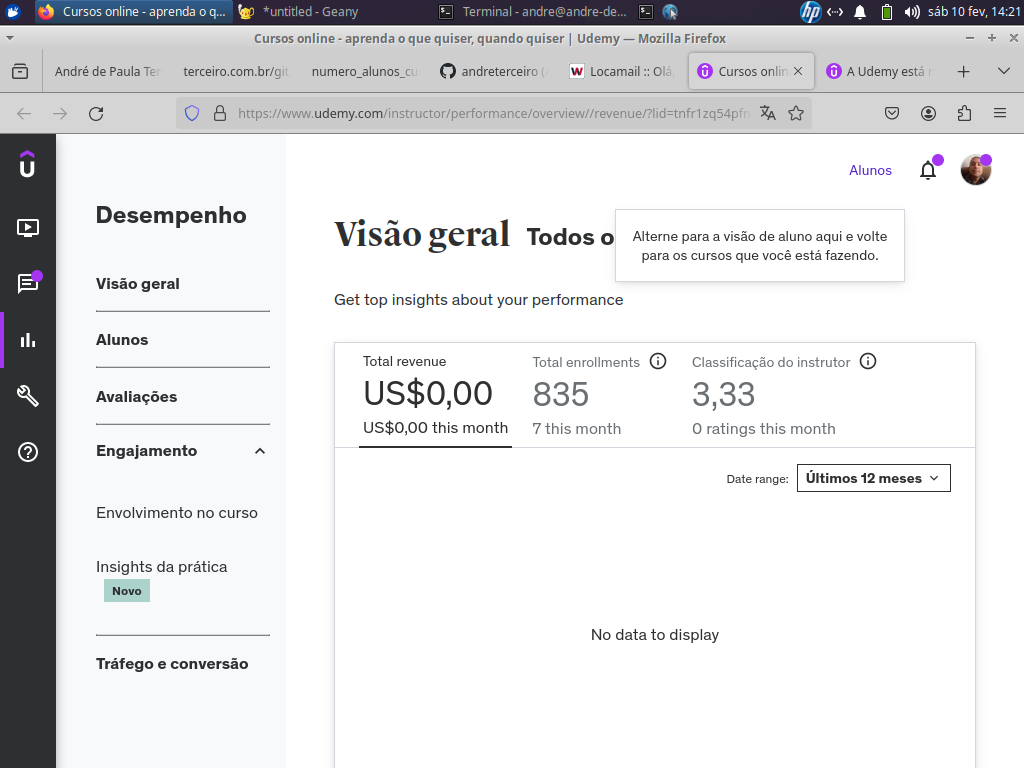 Cursos online - aprenda o q...
*untitled - Geany
Terminal - andre@andre-de...
hp
sáb 10 fev, 14:21
Cursos online - aprenda o que quiser, quando quiser | Udemy — Mozilla Firefox
André de Paula Ter
terceiro.com.br/git
numero_alunos_cu
andreterceiro (
Locamail :: Olá,
Cursos onlin
A Udemy está
https://www.udemy.com/instructor/performance/overview//revenue/?lid=tnfr1zq54pfn
Alunos
Desempenho
Visão geral
Alunos
Avaliações
Engajamento
Envolvimento no curso
Insights da prática
Novo
Tráfego e conversão
Visão geral Todos o
Alterne para a visão de aluno aqui e volte
para os cursos que você está fazendo.
Get top insights about your performance
Total revenue
US$0,00
US$0,00 this month
Total enrollments
835
7 this month
Classificação do instrutor
3,33
0 ratings this month
Date range:
Últimos 12 meses
No data to display